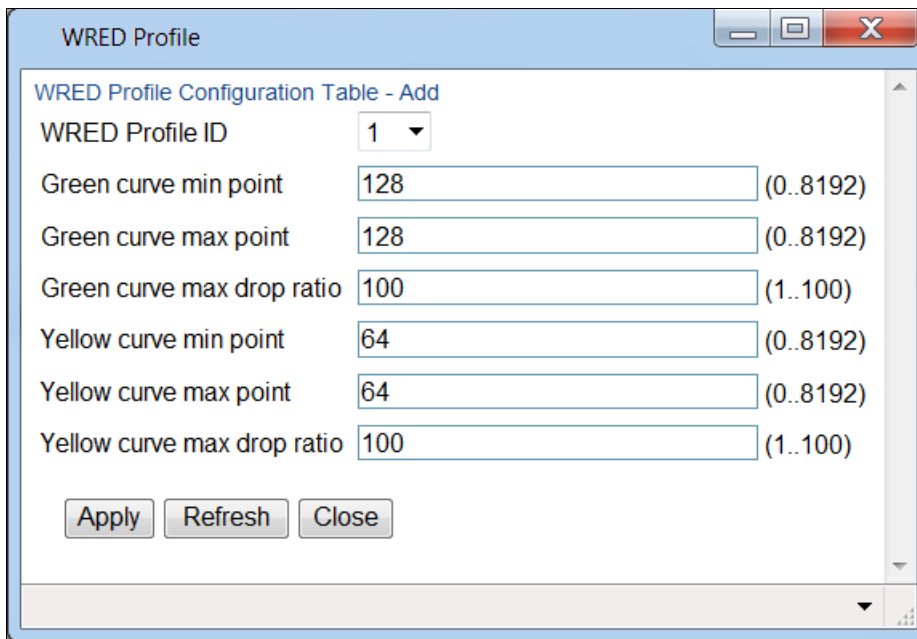 WRED Profile
WRED Profile Configuration Table - Add
WRED Profile ID 1
Green curve min point 128 (0..8192)
Green curve max point 128 (0..8192)
Green curve max drop ratio 100 (1..100)
Yellow curve min point 64 (0..8192)
Yellow curve max point 64 (0..8192)
Yellow curve max drop ratio 100 (1..100)
Apply Refresh Close